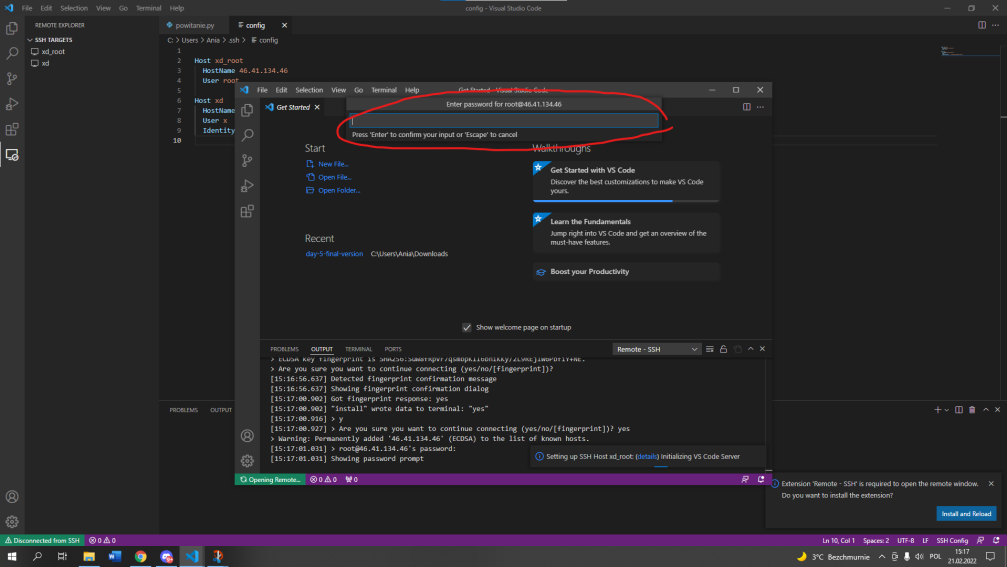 File Edit Selection View Go Terminal Help
config - Visual Studio Code
REMOTE EXPLORER
powitanie.py
config
SSH TARGETS
xd_root
xd
C: > Users > Ania > .ssh > config
1
2 Host xd_root
3 HostName 46.41.134.46
4 User root
5
6 Host xd
7 HostName
8 User x
9 Identity
10
File Edit Selection View Go Terminal Help
Get Started - Visual Studio Code
Get Started
Enter password for root@46.41.134.46
Press 'Enter' to confirm your input or 'Escape' to cancel
Start
New File...
Open File...
Open Folder...
Recent
day-5-final-version C:\Users\Ania\Downloads
Walkthroughs
Get Started with VS Code
Discover the best customizations to make VS Code
yours.
Learn the Fundamentals
Jump right into VS Code and get an overview of the
must-have features.
Boost your Productivity
Show welcome page on startup
PROBLEMS OUTPUT TERMINAL PORTS
Remote - SSH
> ECDSA key fingerprint is
> Are you sure you want to continue connecting (yes/no/[fingerprint])?
[15:16:56.637] Detected fingerprint confirmation message
[15:16:56.637] Showing fingerprint confirmation dialog
[15:17:00.902] Got fingerprint response: yes
[15:17:00.902] "install" wrote data to terminal: "yes"
[15:17:00.916] > y
[15:17:00.927] > Are you sure you want to continue connecting (yes/no/[fingerprint])? yes
> Warning: Permanently added '46.41.134.46' (ECDSA) to the list of known hosts.
[15:17:01.031] > root@46.41.134.46's password:
[15:17:01.031] Showing password prompt
Setting up SSH Host xd_root: (details) Initializing VS Code Server
Opening Remote... 0 0 0
PROBLEMS OUTPUT
Extension 'Remote - SSH' is required to open the remote window.
Do you want to install the extension?
Install and Reload
Disconnected from SSH 0 0
Ln 10, Col 1 Spaces: 2 UTF-8 LF SSH Config
3°C Bezchmurnie
POL
15:17
21.02.2022